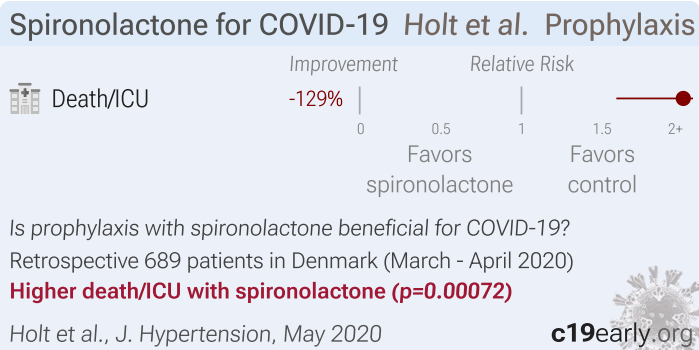 Spironolactone for COVID-19 Holt et al. Prophylaxis
Improvement Relative Risk
Death/ICU -129%
0 0.5 1 1.5 2+
Favors spironolactone
Favors control
Is prophylaxis with spironolactone beneficial for COVID-19?
Retrospective 689 patients in Denmark (March - April 2020)
Higher death/ICU with spironolactone (p=0.00072)
Holt et al., J. Hypertension, May 2020 c19early.org